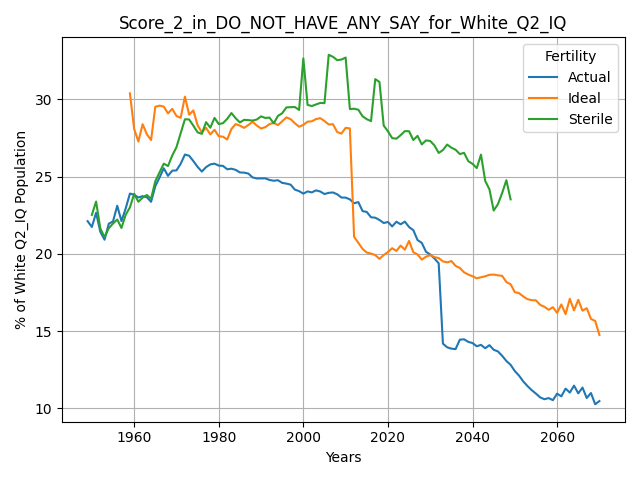 Score_2_in_DO_NOT_HAVE_ANY_SAY_for_White_Q2_IQ
Fertility
Actual
Ideal
Sterile
% of White Q2_IQ Population
30
25
20
15
10
1960
1980
2000
2020
2040
2060
Years